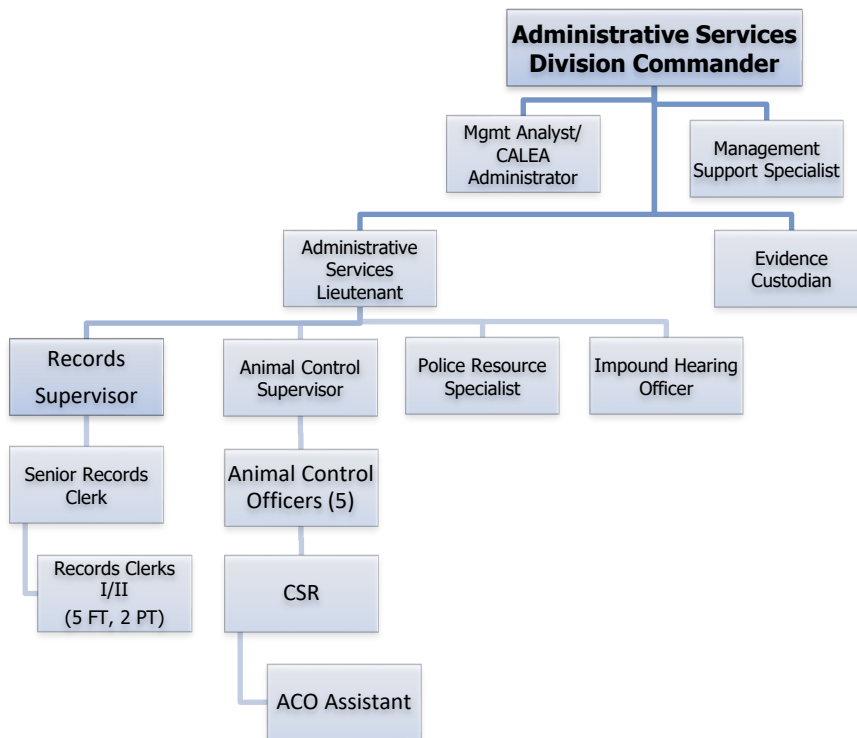 Administrative Services
Division Commander
Mgmt Analyst/
CALEA
Administrator
Management
Support Specialist
Administrative
Services
Lieutenant
Evidence
Custodian
Records
Supervisor
Animal Control
Supervisor
Police Resource
Specialist
Impound Hearing
Officer
Senior Records
Clerk
Animal Control
Officers (5)
Records Clerks
I/II
(5 FT, 2 PT)
CSR
ACO Assistant